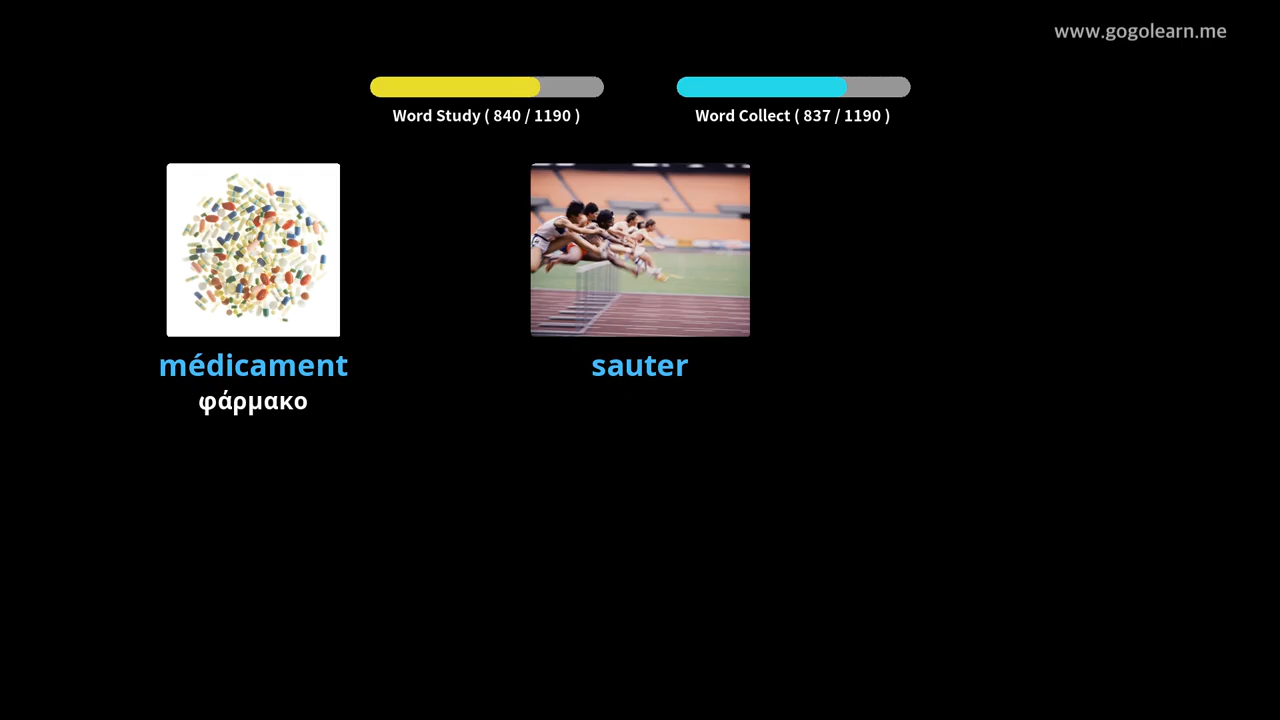 www.gogolearn.me
Word Study ( 840 / 1190 )
Word Collect ( 837 / 1190 )
médicament
φάρμακο
sauter